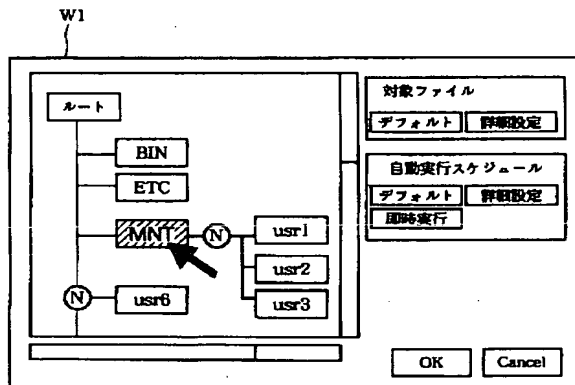 W1
ルート
BIN
ETC
MNT
N
usr1
usr2
usr3
N
usr6
対象ファイル
デフォルト 詳細設定
自動実行スケジュール
デフォルト 詳細設定
即時実行
OK Cancel